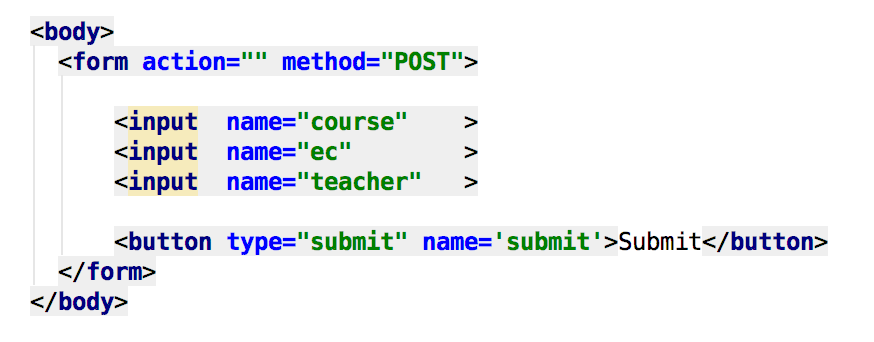 <body>
<form action="" method="POST">
<input name="course" >
<input name="ec" >
<input name="teacher" >
<button type="submit" name='submit'>Submit</button>
</form>
</body>